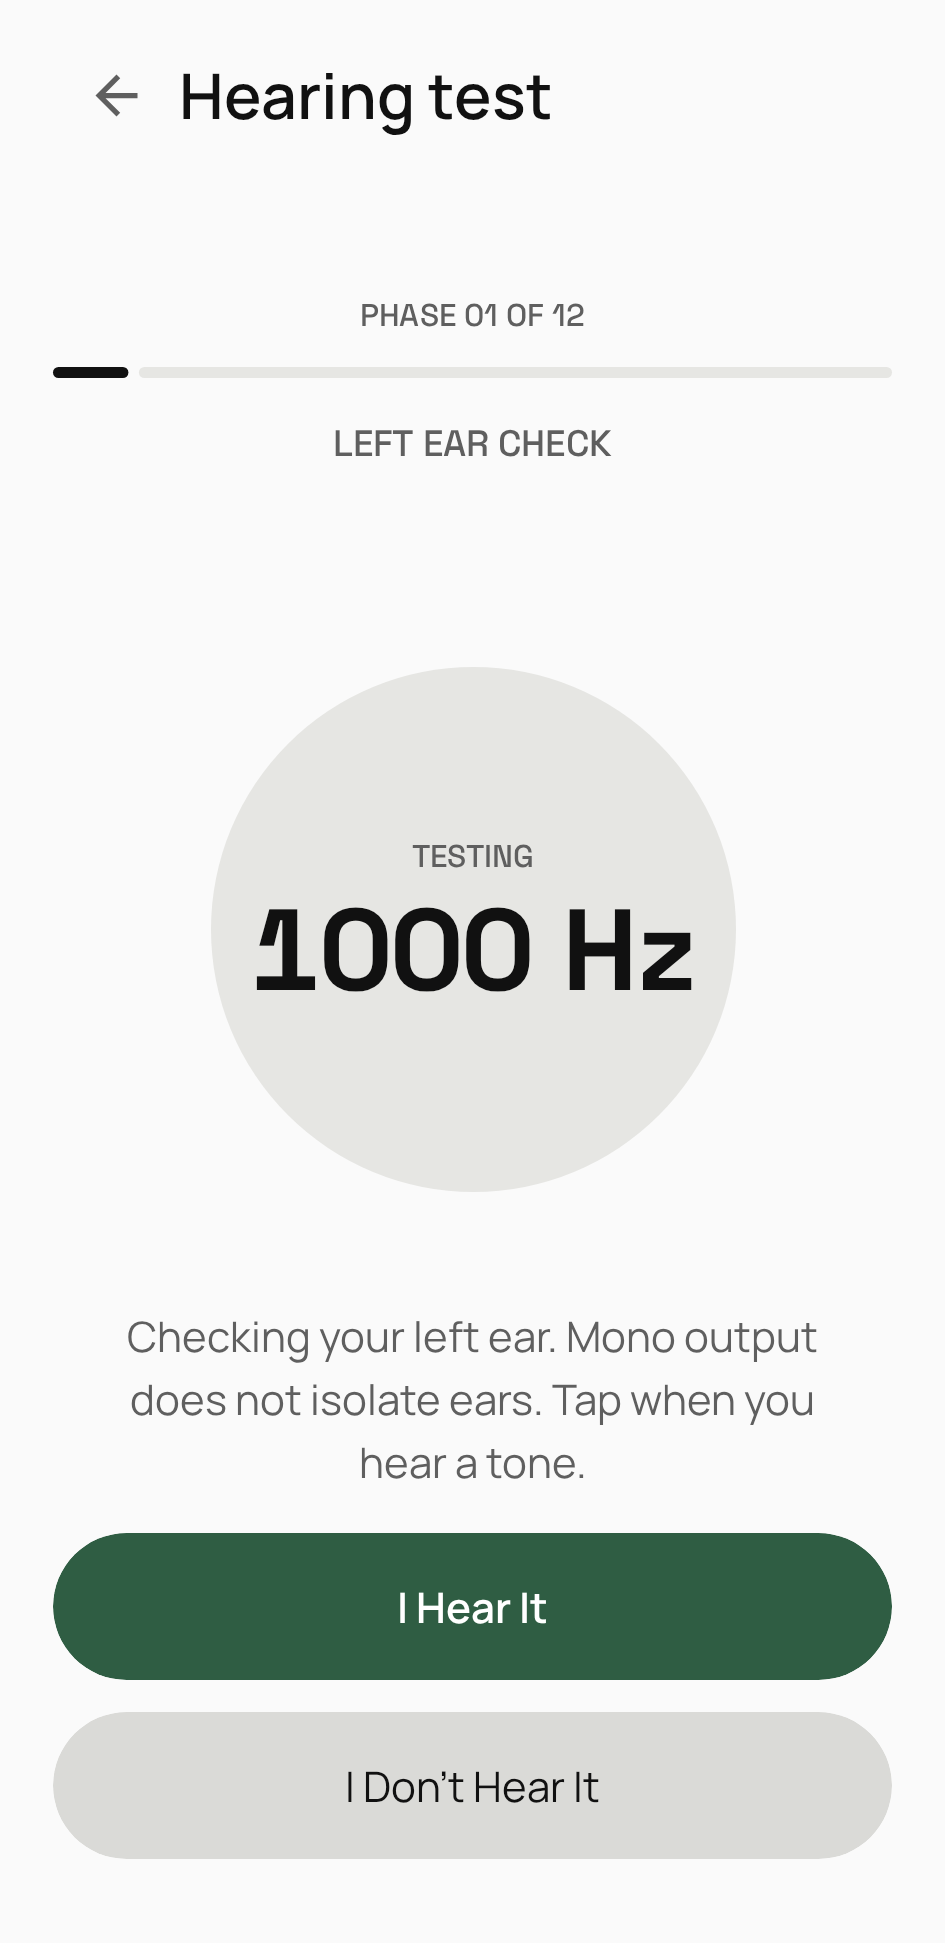 Hearing test
PHASE 01 OF 12
LEFT EAR CHECK
TESTING
1000 Hz
Checking your left ear. Mono output
does not isolate ears. Tap when you
hear a tone.
I Hear It
I Don't Hear It